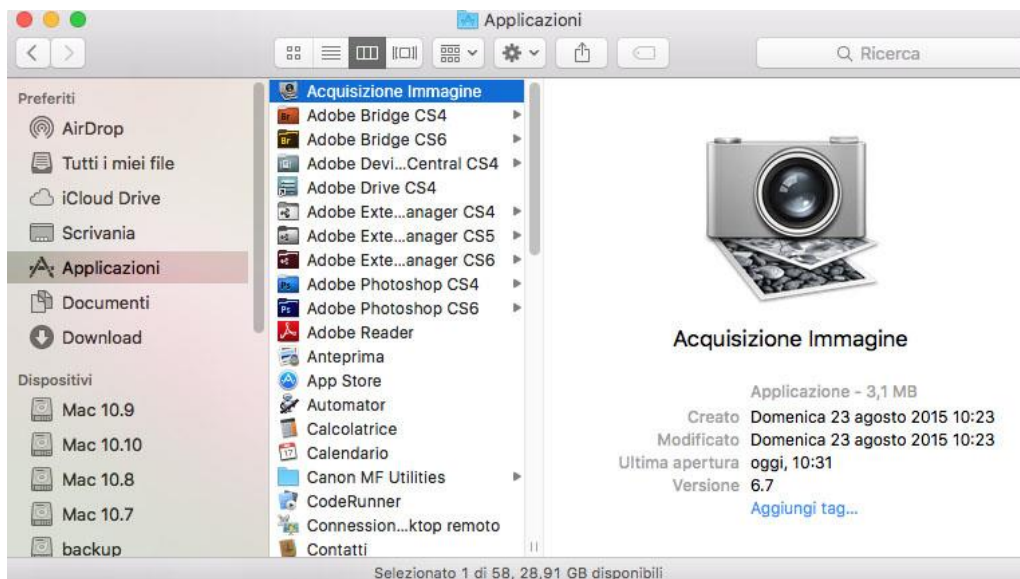 Applicazioni
Ricerca
Preferiti
AirDrop
Tutti i miei file
iCloud Drive
Scrivania
Applicazioni
Documenti
Download
Dispositivi
Mac 10.9
Mac 10.10
Mac 10.8
Mac 10.7
backup
Acquisizione Immagine
Adobe Bridge CS4
Adobe Bridge CS6
Adobe Devi...Central CS4
Adobe Drive CS4
Adobe Exte...anager CS4
Adobe Exte...anager CS5
Adobe Exte...anager CS6
Adobe Photoshop CS4
Adobe Photoshop CS6
Adobe Reader
Anteprima
App Store
Automator
Calcolatrice
Calendario
Canon MF Utilities
CodeRunner
Connession...ktop remoto
Contatti
Acquisizione Immagine
Applicazione - 3,1 MB
Creato Domenica 23 agosto 2015 10:23
Modificato Domenica 23 agosto 2015 10:23
Ultima apertura oggi, 10:31
Versione 6.7
Aggiungi tag...
Selezionato 1 di 58, 28,91 GB disponibili